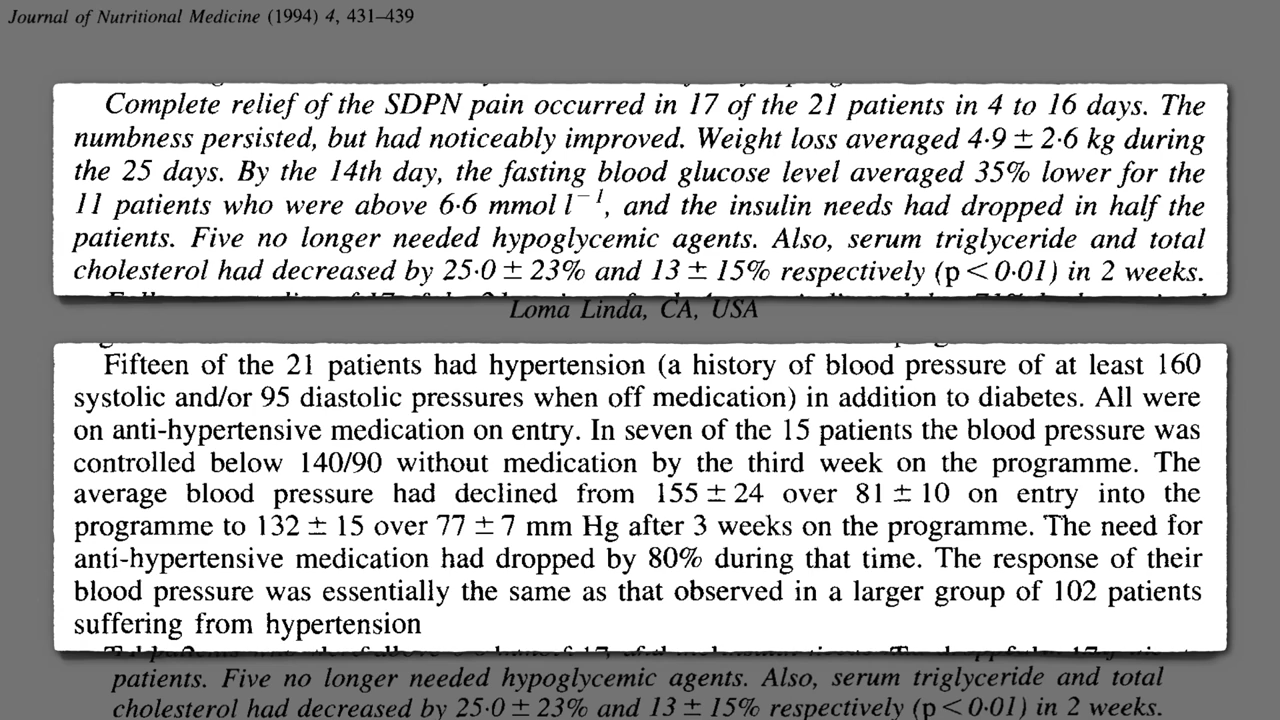 Journal of Nutritional Medicine (1994) 4, 431–439
Complete relief of the SDPN pain occurred in 17 of the 21 patients in 4 to 16 days. The
numbness persisted, but had noticeably improved. Weight loss averaged 4·9 ± 2·6 kg during
the 25 days. By the 14th day, the fasting blood glucose level averaged 35% lower for the
11 patients who were above 6·6 mmol l⁻¹, and the insulin needs had dropped in half the
patients. Five no longer needed hypoglycemic agents. Also, serum triglyceride and total
cholesterol had decreased by 25·0 ± 23% and 13 ± 15% respectively (p < 0·01) in 2 weeks.
Loma Linda, CA, USA
Fifteen of the 21 patients had hypertension (a history of blood pressure of at least 160
systolic and/or 95 diastolic pressures when off medication) in addition to diabetes. All were
on anti-hypertensive medication on entry. In seven of the 15 patients the blood pressure was
controlled below 140/90 without medication by the third week on the programme. The
average blood pressure had declined from 155 ± 24 over 81 ± 10 on entry into the
programme to 132 ± 15 over 77 ± 7 mm Hg after 3 weeks on the programme. The need for
anti-hypertensive medication had dropped by 80% during that time. The response of their
blood pressure was essentially the same as that observed in a larger group of 102 patients
suffering from hypertension
patients. Five no longer needed hypoglycemic agents. Also, serum triglyceride and total
cholesterol had decreased by 25·0 ± 23% and 13 ± 15% respectively (p < 0·01) in 2 weeks.